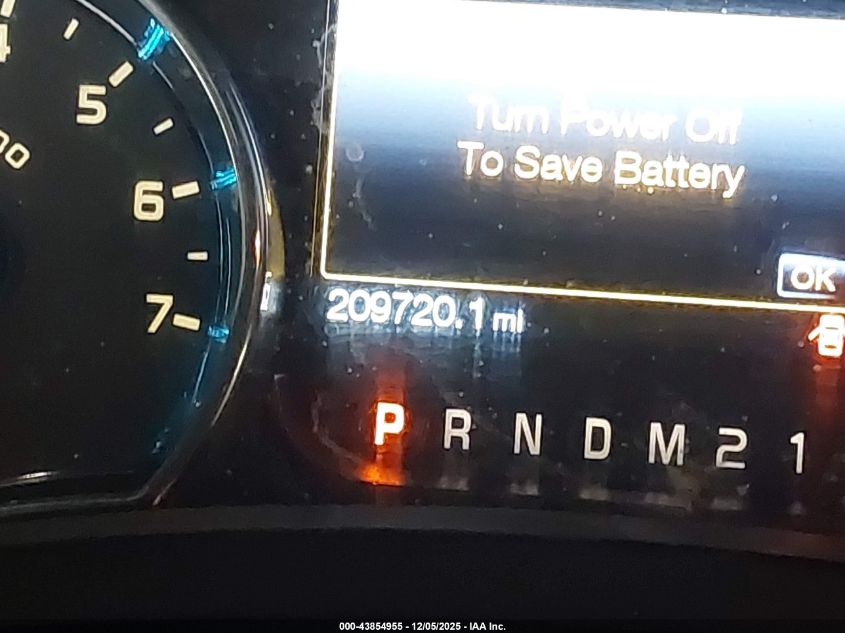 4
5
00
6
7
Turn Power Off
To Save Battery
OK
209720.1 mi
P R N D M 2 1
000-43854955 - 12/05/2025 - IAA Inc.